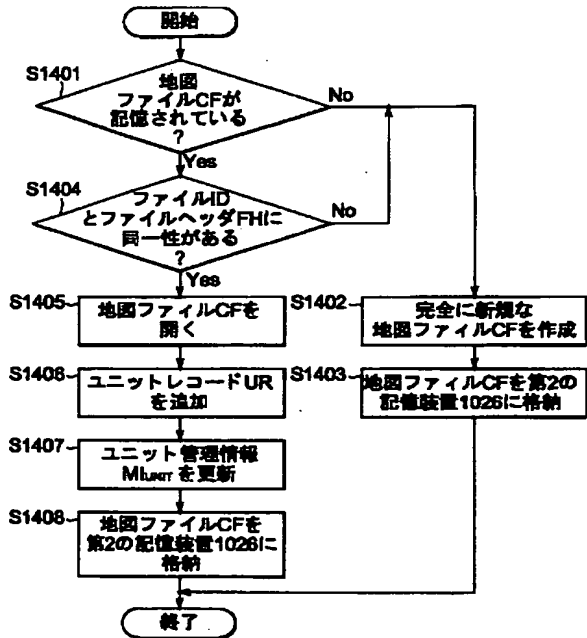 開始
S1401
地図
ファイルCFが
記憶されている
?
No
Yes
S1404
ファイルID
とファイルヘッダFHに
同一性がある
?
No
Yes
S1405
地図ファィルCFを
開く
S1402
完全に新規な
地図ファィルCFを作成
S1406
ユニットレコードUR
を追加
S1403
地図ファィルCFを第2の
記憶装置1026に格納
S1407
ユニット管理情報
MIUNITを更新
S1408
地図ファイルCFを
第2の記憶装置1026に
格納
終了